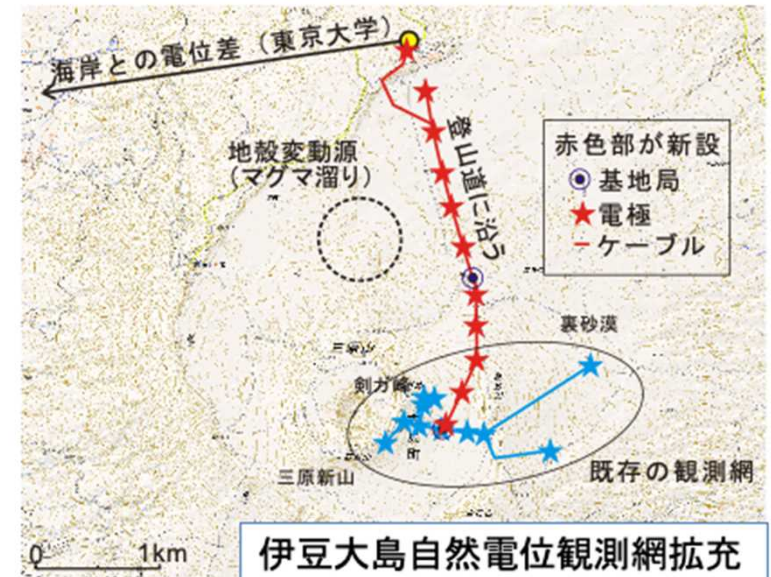 海岸との電位差（東京大学）
地殻変動源
（マグマ溜り）
登山道に沿う
赤色部が新設
基地局
電極
ケーブル
裏砂漠
剣ガ峰
三原新山
既存の観測網
0 1km
伊豆大島自然電位観測網拡充